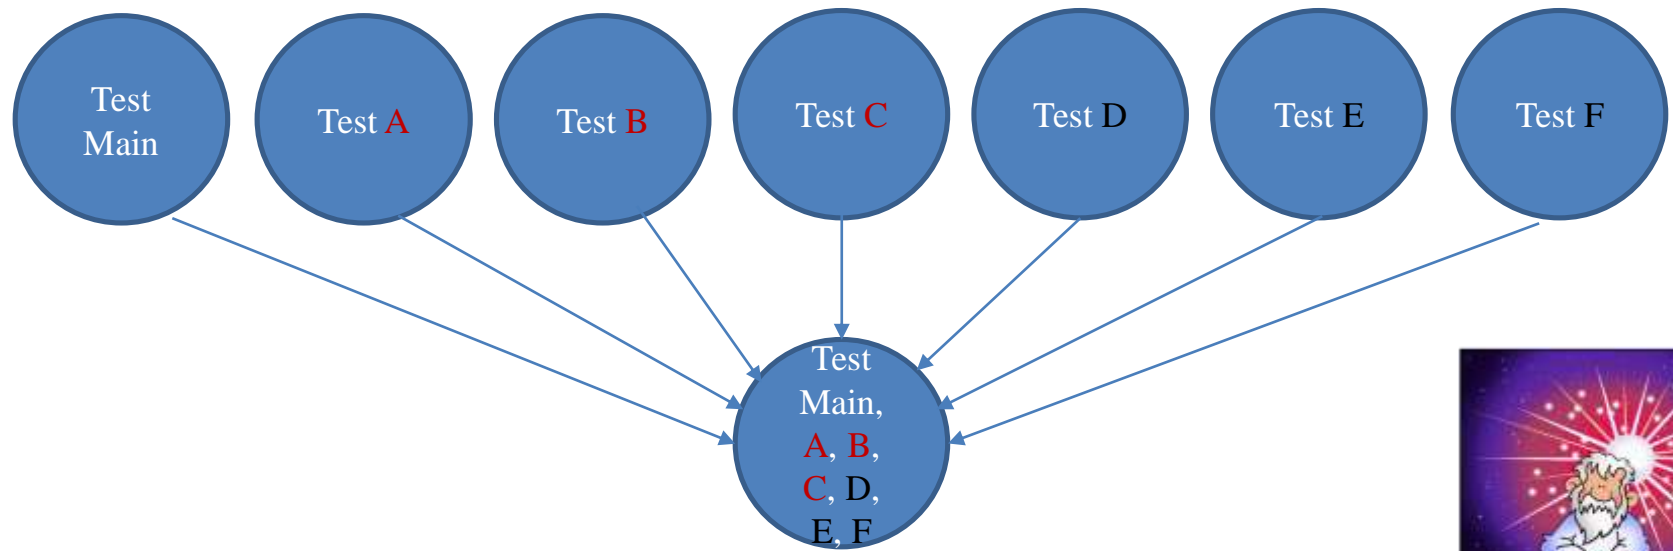 Test
Main
Test A
Test B
Test C
Test D
Test E
Test F
Test
Main,
A, B,
C, D,
E, F